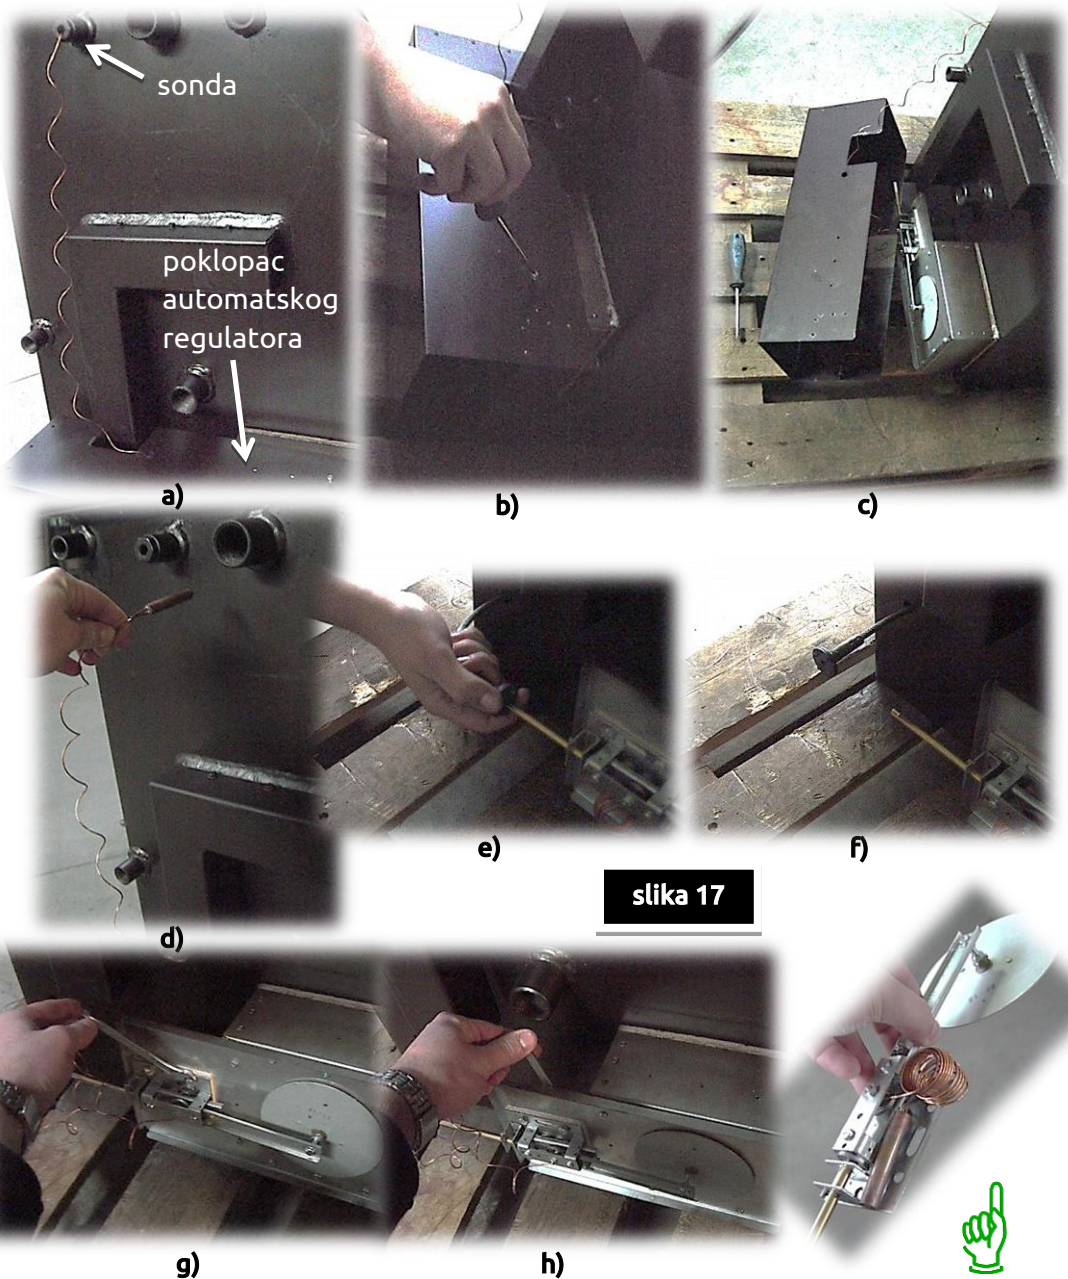 sonda
poklopac
automatskog
regulatora
a)
b)
c)
d)
e)
f)
slika 17
g)
h)